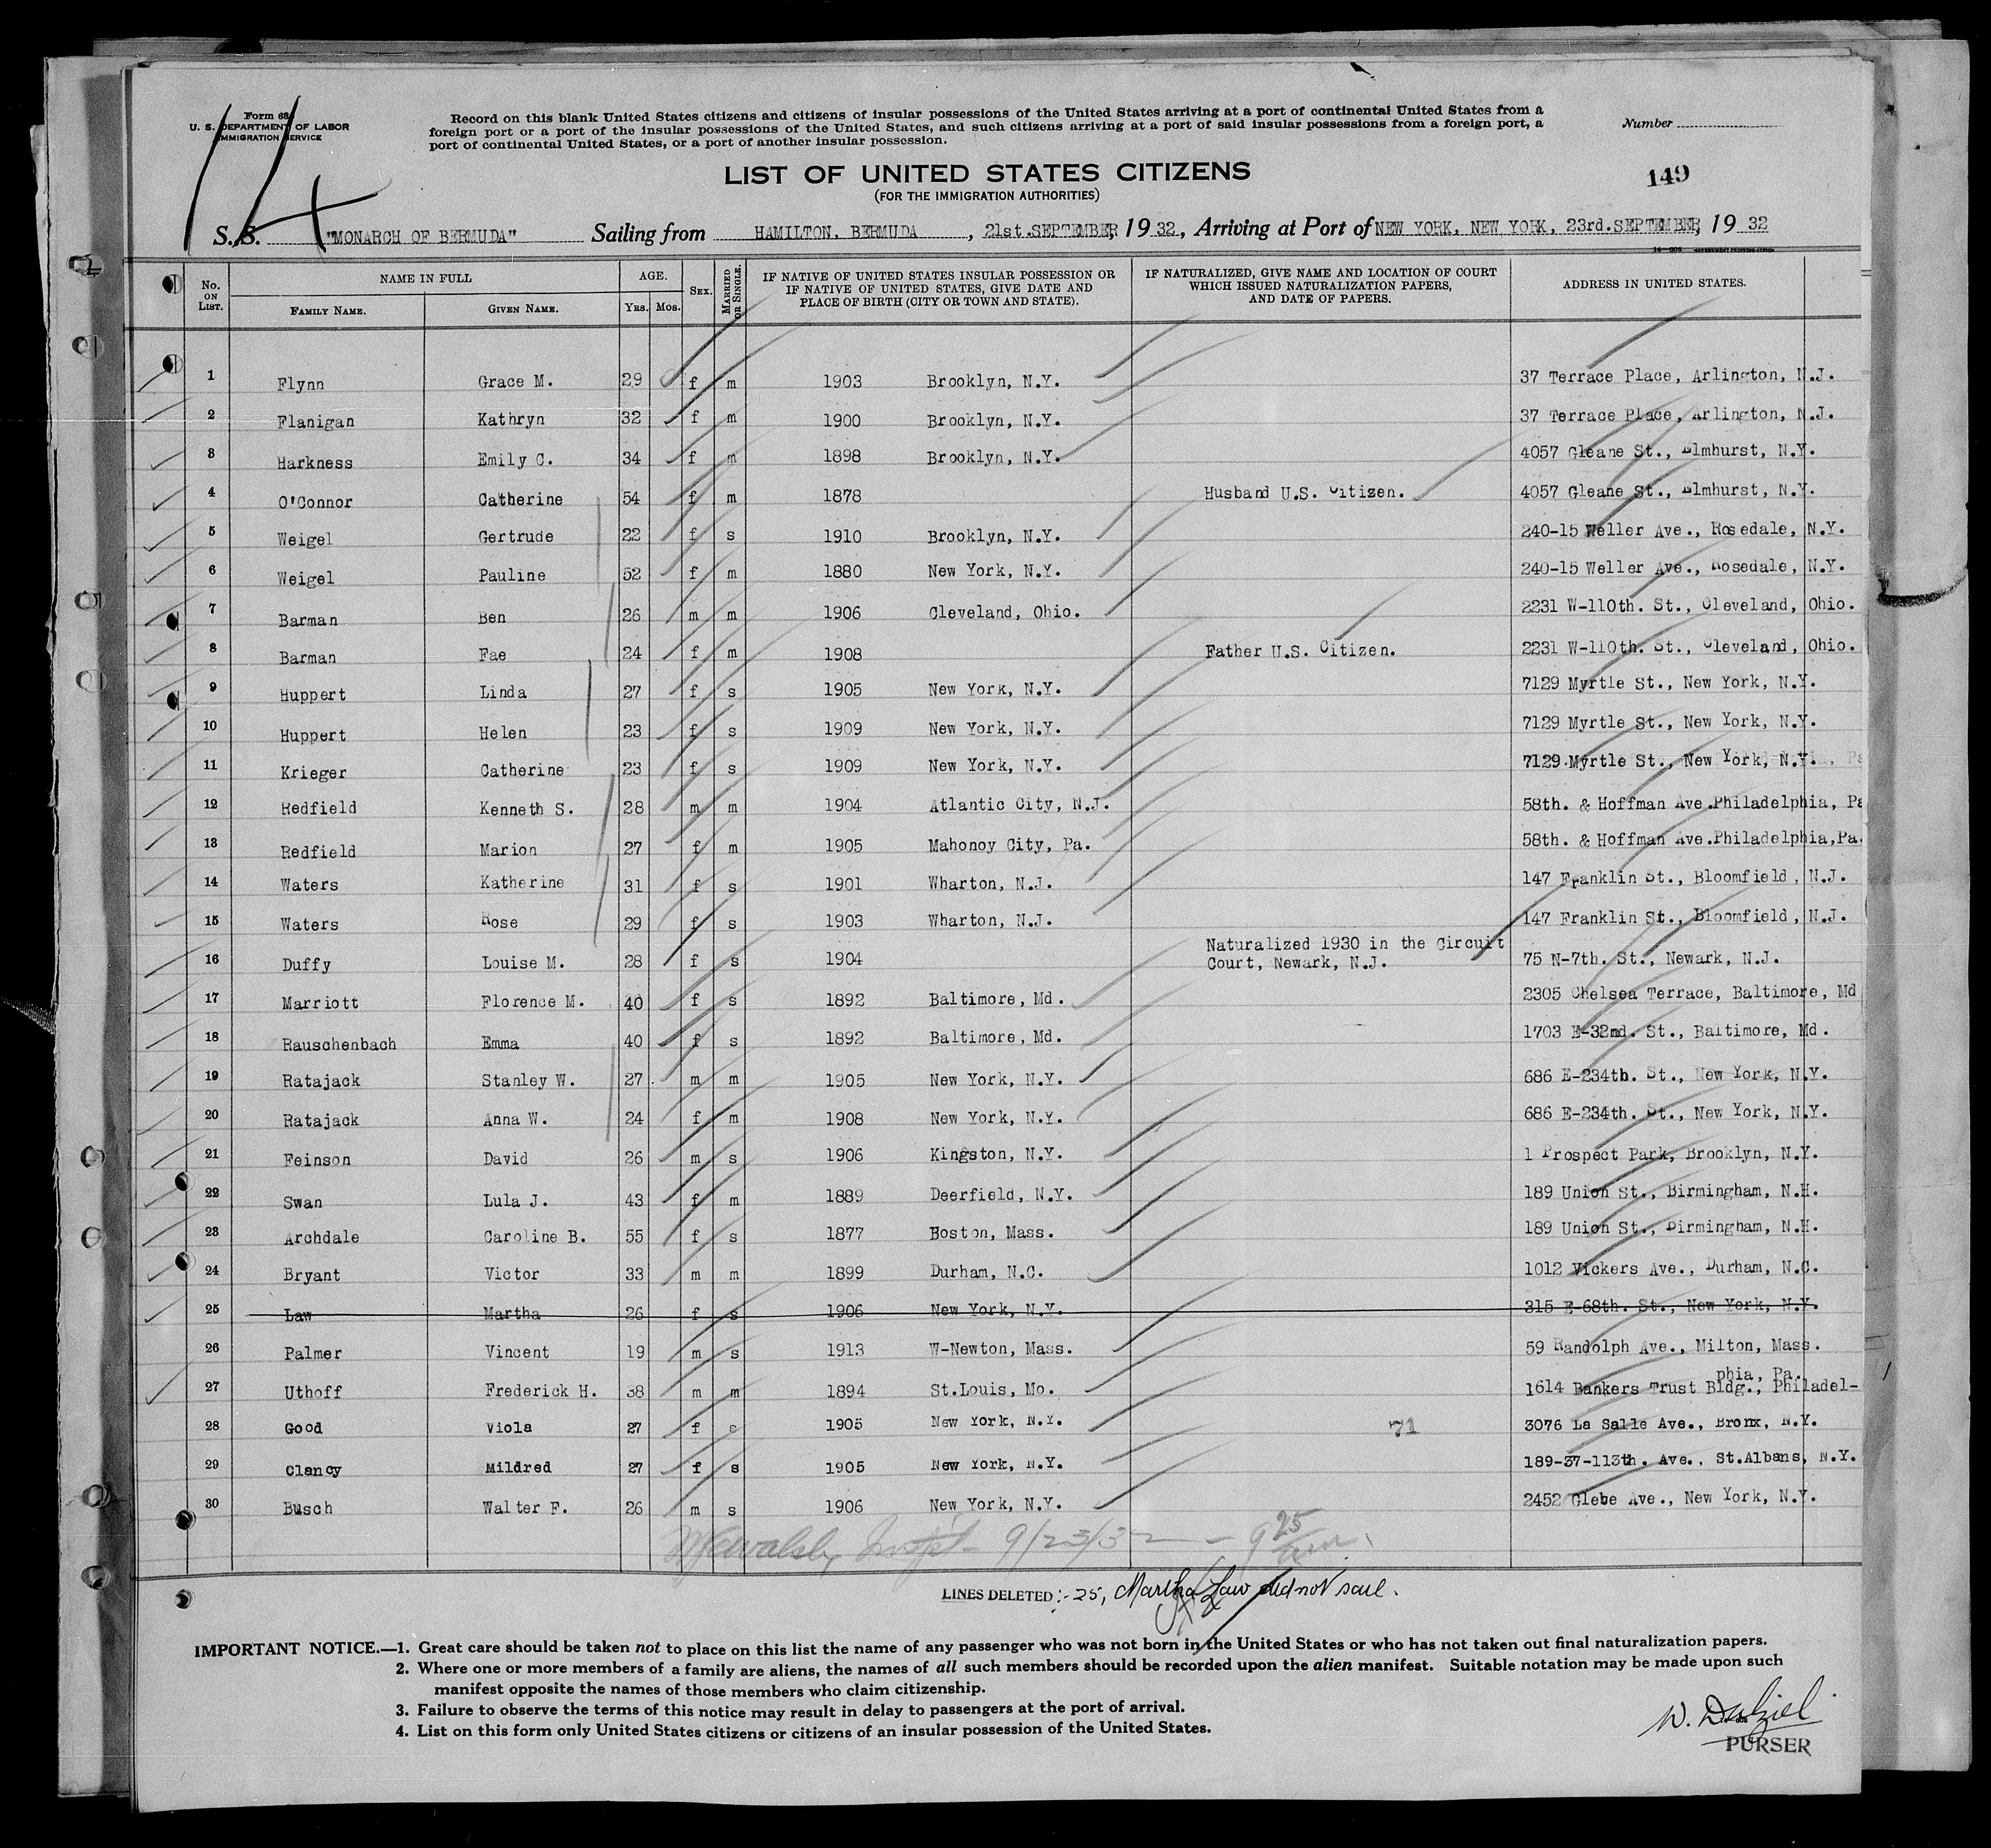 Form 68
U. S. DEPARTMENT OF LABOR
IMMIGRATION SERVICE
Record on this blank United States citizens and citizens of insular possessions of the United States arriving at a port of continental United States from a
foreign port or a port of the insular possessions of the United States, and such citizens arriving at a port of said insular possessions from a foreign port, a
port of continental United States, or a port of another insular possession.
Number
14
149
LIST OF UNITED STATES CITIZENS
(FOR THE IMMIGRATION AUTHORITIES)
S.S. "MONARCH OF BERMUDA" Sailing from HAMILTON, BERMUDA, 21st.SEPTEMBER, 1932, Arriving at Port of NEW YORK, NEW YORK, 23rd.SEPTEMBER, 1932
No. ON LIST. NAME IN FULL AGE. Sex. MARRIED OR SINGLE. IF NATIVE OF UNITED STATES INSULAR POSSESSION OR IF NATIVE OF UNITED STATES, GIVE DATE AND PLACE OF BIRTH (CITY OR TOWN AND STATE). IF NATURALIZED, GIVE NAME AND LOCATION OF COURT WHICH ISSUED NATURALIZATION PAPERS, AND DATE OF PAPERS. ADDRESS IN UNITED STATES.
FAMILY NAME. GIVEN NAME. YRS. MOS.
1 Flynn Grace M. 29 f m 1903 Brooklyn, N.Y. 37 Terrace Place, Arlington, N.J.
2 Flanigan Kathryn 32 f m 1900 Brooklyn, N.Y. 37 Terrace Place, Arlington, N.J.
3 Harkness Emily C. 34 f m 1898 Brooklyn, N.Y. 4057 Gleane St., Elmhurst, N.Y.
4 O'Connor Catherine 54 f m 1878 Husband U.S. Citizen. 4057 Gleane St., Elmhurst, N.Y.
5 Weigel Gertrude 22 f s 1910 Brooklyn, N.Y. 240-15 Weller Ave., Rosedale, N.Y.
6 Weigel Pauline 52 f m 1880 New York, N.Y. 240-15 Weller Ave., Rosedale, N.Y.
7 Barman Ben 26 m m 1906 Cleveland, Ohio. 2231 W-110th. St., Cleveland, Ohio.
8 Barman Fae 24 f m 1908 Father U.S. Citizen. 2231 W-110th. St., Cleveland, Ohio.
9 Huppert Linda 27 f s 1905 New York, N.Y. 7129 Myrtle St., New York, N.Y.
10 Huppert Helen 23 f s 1909 New York, N.Y. 7129 Myrtle St., New York, N.Y.
11 Krieger Catherine 23 f s 1909 New York, N.Y. 7129 Myrtle St., New York, N.Y.
12 Redfield Kenneth S. 28 m m 1904 Atlantic City, N.J. 58th. & Hoffman Ave.Philadelphia, Pa
13 Redfield Marion 27 f m 1905 Mahonoy City, Pa. 58th. & Hoffman Ave.Philadelphia,Pa.
14 Waters Katherine 31 f s 1901 Wharton, N.J. 147 Franklin St., Bloomfield, N.J.
15 Waters Rose 29 f s 1903 Wharton, N.J. 147 Franklin St., Bloomfield, N.J.
Naturalized 1930 in the Circuit
16 Duffy Louise M. 28 f s 1904 Court, Newark, N.J. 75 N-7th. St., Newark, N.J.
17 Marriott Florence M. 40 f s 1892 Baltimore, Md. 2305 Chelsea Terrace, Baltimore, Md
18 Rauschenbach Emma 40 f s 1892 Baltimore, Md. 1703 E-32nd. St., Baltimore, Md.
19 Ratajack Stanley W. 27 m m 1905 New York, N.Y. 686 E-234th. St., New York, N.Y.
20 Ratajack Anna W. 24 f m 1908 New York, N.Y. 686 E-234th. St., New York, N.Y.
21 Feinson David 26 m s 1906 Kingston, N.Y. 1 Prospect Park, Brooklyn, N.Y.
22 Swan Lula J. 43 f m 1889 Deerfield, N.Y. 189 Union St., Birmingham, N.H.
23 Archdale Caroline B. 55 f s 1877 Boston, Mass. 189 Union St., Birmingham, N.H.
24 Bryant Victor 33 m m 1899 Durham, N.C. 1012 Vickers Ave., Durham, N.C.
25 Law Martha 26 f s 1906 New York, N.Y. 315 E-68th. St., New York, N.Y.
26 Palmer Vincent 19 m s 1913 W-Newton, Mass. 59 Randolph Ave., Milton, Mass.
phia, Pa.
27 Uthoff Frederick H. 38 m m 1894 St.Louis, Mo. 1614 Bankers Trust Bldg., Philadel-
28 Good Viola 27 f s 1905 New York, N.Y. 71 3076 La Salle Ave., Bronx, N.Y.
29 Clancy Mildred 27 f s 1905 New York, N.Y. 189-37-113th. Ave., St.Albans, N.Y.
30 Busch Walter F. 26 m s 1906 New York, N.Y. 2452 Glebe Ave., New York, N.Y.
9/23/32 - 9 25
LINES DELETED :- 25, Martha Law did not sail.
IMPORTANT NOTICE.—1. Great care should be taken not to place on this list the name of any passenger who was not born in the United States or who has not taken out final naturalization papers.
2. Where one or more members of a family are aliens, the names of all such members should be recorded upon the alien manifest. Suitable notation may be made upon such
manifest opposite the names of those members who claim citizenship.
3. Failure to observe the terms of this notice may result in delay to passengers at the port of arrival.
4. List on this form only United States citizens or citizens of an insular possession of the United States.
W. Dalziel
PURSER